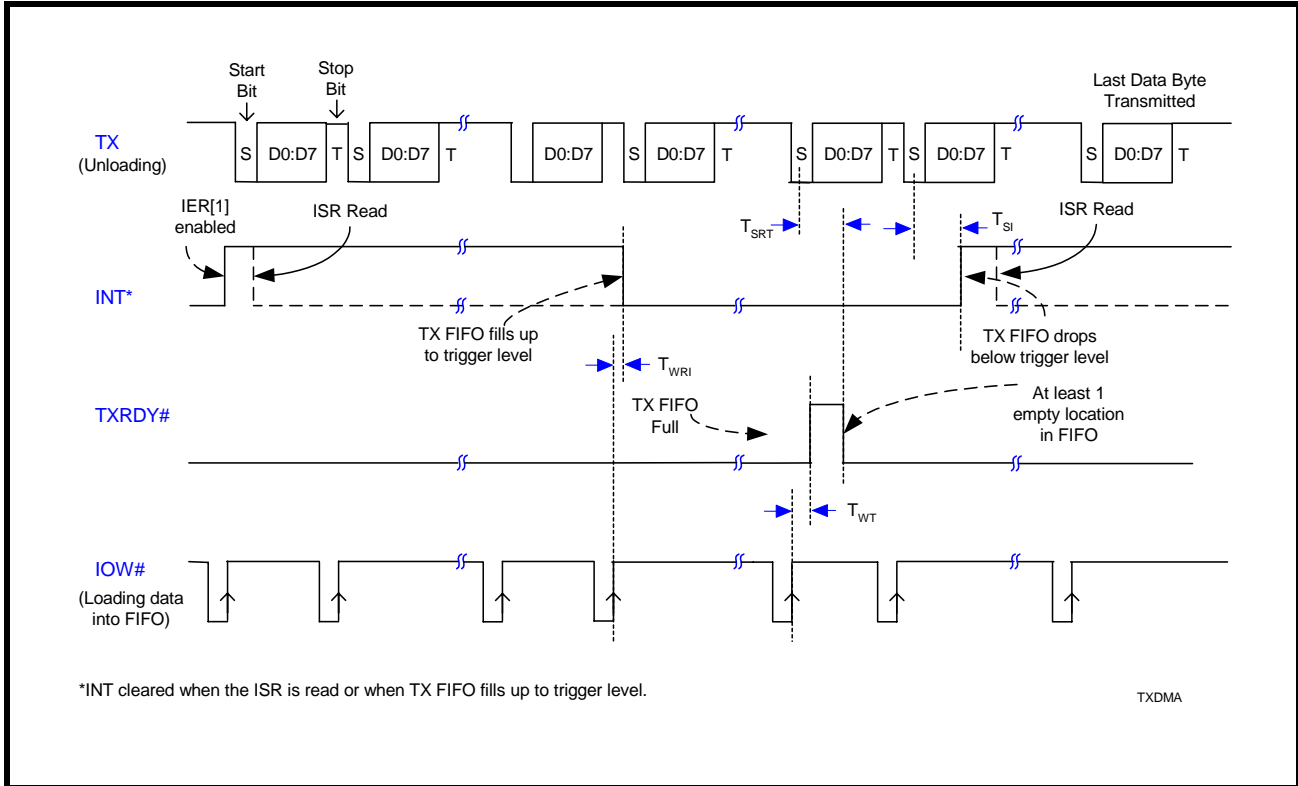 Start
Bit
Stop
Bit
Last Data Byte
Transmitted
TX
(Unloading)
S D0:D7 T S D0:D7 T D0:D7 S D0:D7 T S D0:D7 T S D0:D7 T S D0:D7 T
IER[1]
enabled
ISR Read
TSRT
TSI
ISR Read
INT*
TX FIFO fills up
to trigger level
TX FIFO drops
below trigger level
TWRI
TXRDY#
TX FIFO
Full
At least 1
empty location
in FIFO
TWT
IOW#
(Loading data
into FIFO)
*INT cleared when the ISR is read or when TX FIFO fills up to trigger level.
TXDMA